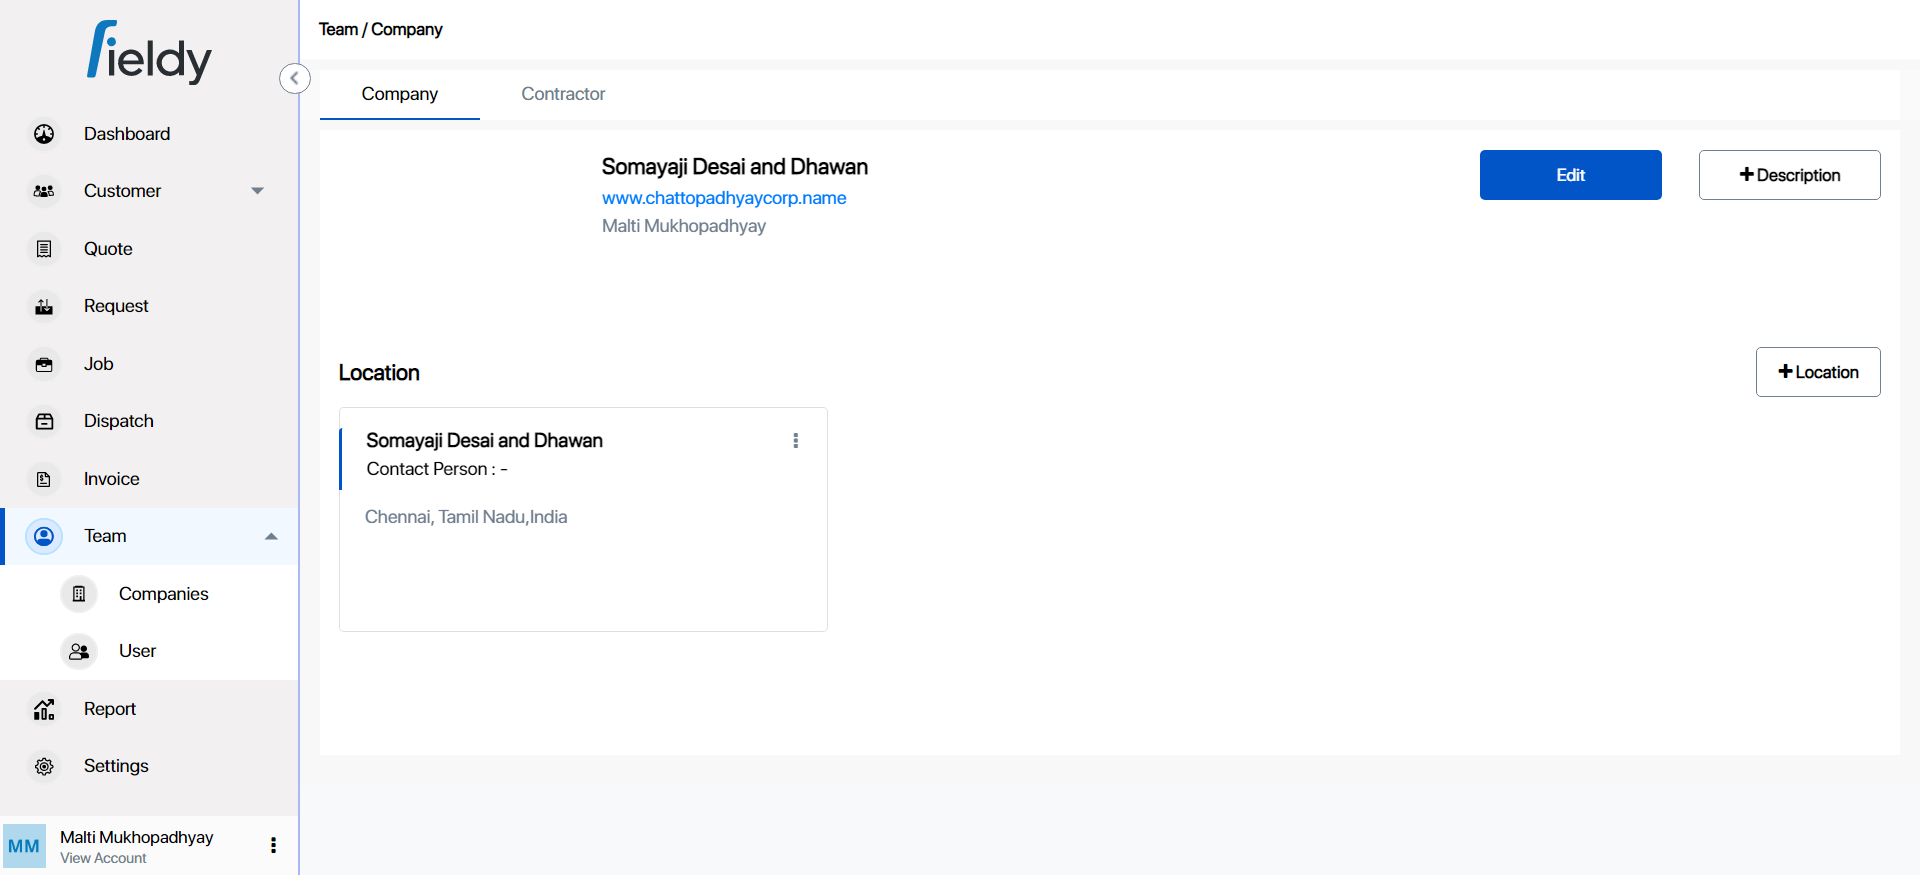 fieldy
Dashboard
Customer
Quote
Request
Job
Dispatch
Invoice
Team
Companies
User
Report
Settings
MM
Malti Mukhopadhyay
View Account
Team / Company
Company
Contractor
Somayaji Desai and Dhawan
www.chattopadhyaycorp.name
Malti Mukhopadhyay
Edit
+Description
Location
+Location
Somayaji Desai and Dhawan
Contact Person : -
Chennai, Tamil Nadu,India